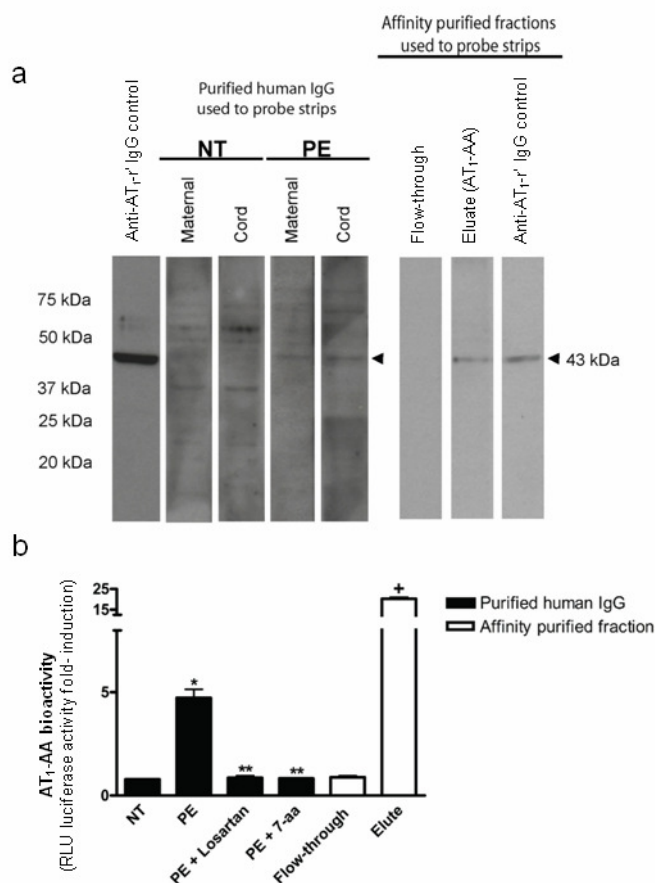 Affinity purified fractions
used to probe strips
a
Purified human IgG
used to probe strips
NT
PE
Anti-AT₁-r' IgG control
Maternal
Cord
Maternal
Cord
Flow-through
Eluate (AT₁-AA)
Anti-AT₁-r' IgG control
75 kDa
50 kDa
43 kDa
37 kDa
25 kDa
20 kDa
b
AT₁-AA bioactivity
(RLU luciferase activity fold- induction)
25
15
5
0
*
**
**
+
Purified human IgG
Affinity purified fraction
NT
PE
PE + Losartan
PE + 7-aa
Flow-through
Elute